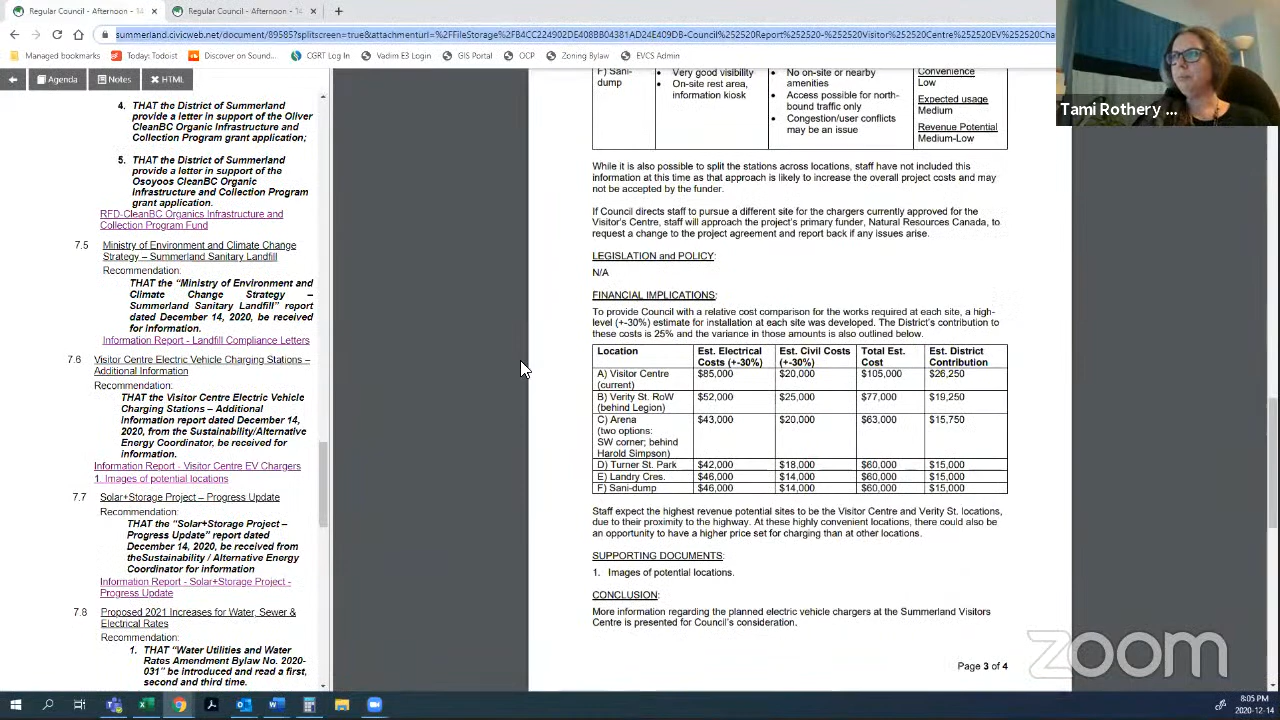 Regular Council - Afternoon - 14
Regular Council - Afternoon - 14
summerland.civicweb.net/document/89585?splitscreen=true&attachmenturl=%2FFileStorage%2FB4CC224902DE408BB04381AD24E409DB-Council%252520Report%252520-%252520Visitor%252520Centre%252520EV%252520Cha
Managed bookmarks
Today: Todoist
Discover on Sound...
CGRT Log In
Vadim E3 Login
GIS Portal
OCP
Zoning Bylaw
EVCS Admin
Agenda
Notes
HTML
4. THAT the District of Summerland
provide a letter in support of the Oliver
CleanBC Organic Infrastructure and
Collection Program grant application;
5. THAT the District of Summerland
provide a letter in support of the
Osoyoos CleanBC Organic
Infrastructure and Collection Program
grant application.
RFD-CleanBC Organics Infrastructure and
Collection Program Fund
7.5 Ministry of Environment and Climate Change
Strategy – Summerland Sanitary Landfill
Recommendation:
THAT the "Ministry of Environment and
Climate Change Strategy –
Summerland Sanitary Landfill" report
dated December 14, 2020, be received
for information.
Information Report - Landfill Compliance Letters
7.6 Visitor Centre Electric Vehicle Charging Stations –
Additional Information
Recommendation:
THAT the Visitor Centre Electric Vehicle
Charging Stations – Additional
Information report dated December 14,
2020, from the Sustainability/Alternative
Energy Coordinator, be received for
information.
Information Report - Visitor Centre EV Chargers
1. Images of potential locations
7.7 Solar+Storage Project – Progress Update
Recommendation:
THAT the "Solar+Storage Project –
Progress Update" report dated
December 14, 2020, be received from
theSustainability / Alternative Energy
Coordinator for information
Information Report - Solar+Storage Project -
Progress Update
7.8 Proposed 2021 Increases for Water, Sewer &
Electrical Rates
Recommendation:
1. THAT "Water Utilities and Water
Rates Amendment Bylaw No. 2020-
031" be introduced and read a first,
second and third time.
F) Sani-
dump
• Very good visibility
• On-site rest area,
information kiosk
• No on-site or nearby
amenities
• Access possible for north-
bound traffic only
• Congestion/user conflicts
may be an issue
Convenience
Low
Expected usage
Medium
Revenue Potential
Medium-Low
While it is also possible to split the stations across locations, staff have not included this
information at this time as that approach is likely to increase the overall project costs and may
not be accepted by the funder.
If Council directs staff to pursue a different site for the chargers currently approved for the
Visitor's Centre, staff will approach the project's primary funder, Natural Resources Canada, to
request a change to the project agreement and report back if any issues arise.
LEGISLATION and POLICY:
N/A
FINANCIAL IMPLICATIONS:
To provide Council with a relative cost comparison for the works required at each site, a high-
level (+-30%) estimate for installation at each site was developed. The District's contribution to
these costs is 25% and the variance in those amounts is also outlined below.
Location Est. Electrical Costs (+-30%) Est. Civil Costs (+-30%) Total Est. Cost Est. District Contribution
A) Visitor Centre (current) $85,000 $20,000 $105,000 $26,250
B) Verity St. RoW (behind Legion) $52,000 $25,000 $77,000 $19,250
C) Arena (two options: SW corner; behind Harold Simpson) $43,000 $20,000 $63,000 $15,750
D) Turner St. Park $42,000 $18,000 $60,000 $15,000
E) Landry Cres. $46,000 $14,000 $60,000 $15,000
F) Sani-dump $46,000 $14,000 $60,000 $15,000
Staff expect the highest revenue potential sites to be the Visitor Centre and Verity St. locations,
due to their proximity to the highway. At these highly convenient locations, there could also be
an opportunity to have a higher price set for charging than at other locations.
SUPPORTING DOCUMENTS:
1. Images of potential locations.
CONCLUSION:
More information regarding the planned electric vehicle chargers at the Summerland Visitors
Centre is presented for Council's consideration.
Page 3 of 4
Tami Rothery ...
zoom
8:05 PM
2020-12-14